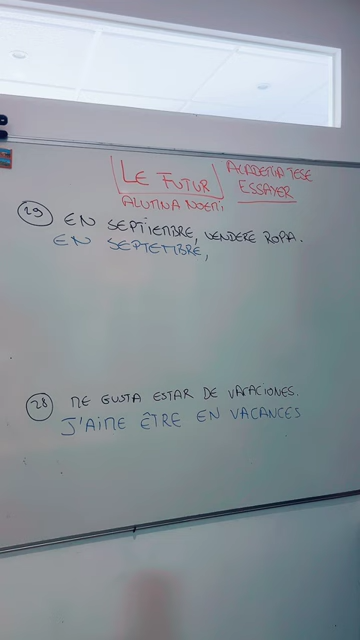 LE FUTUR
ACADEMIA TESE
ESSAYER
ALUMNA NOEMI
29 EN SEPTIEMBRE, VENDERE ROPA.
EN SEPTEMBRE,
28 ME GUSTA ESTAR DE VACACIONES.
J'AIME ÊTRE EN VACANCES